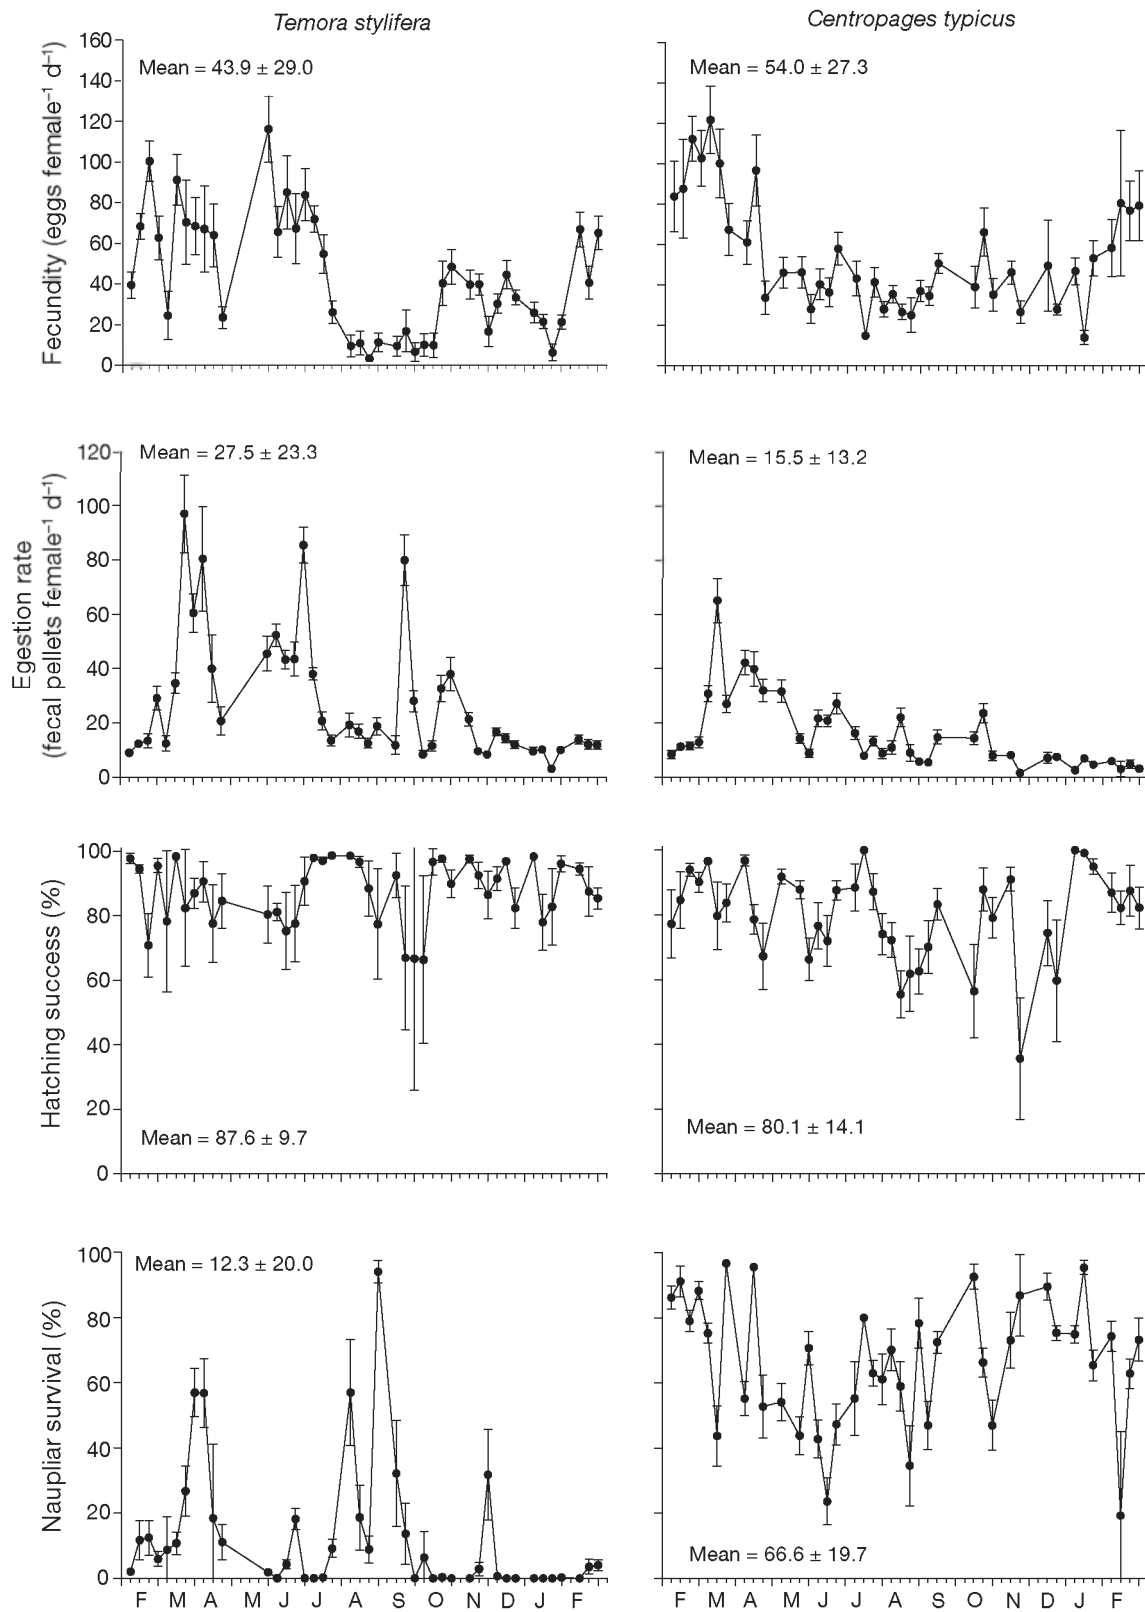 Temora stylifera
Centropages typicus
Fecundity (eggs female⁻¹ d⁻¹)
160
140
120
100
80
60
40
20
0
Mean = 43.9 ± 29.0
Mean = 54.0 ± 27.3
Egestion rate
(fecal pellets female⁻¹ d⁻¹)
120
100
80
60
40
20
0
Mean = 27.5 ± 23.3
Mean = 15.5 ± 13.2
Hatching success (%)
100
80
60
40
20
0
Mean = 87.6 ± 9.7
Mean = 80.1 ± 14.1
Naupliar survival (%)
100
80
60
40
20
0
Mean = 12.3 ± 20.0
Mean = 66.6 ± 19.7
F M A M J J A S O N D J F
F M A M J J A S O N D J F